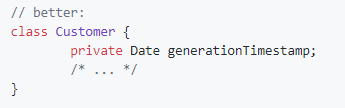 // better:
class Customer {
        private Date generationTimestamp;
        /* ... */
}